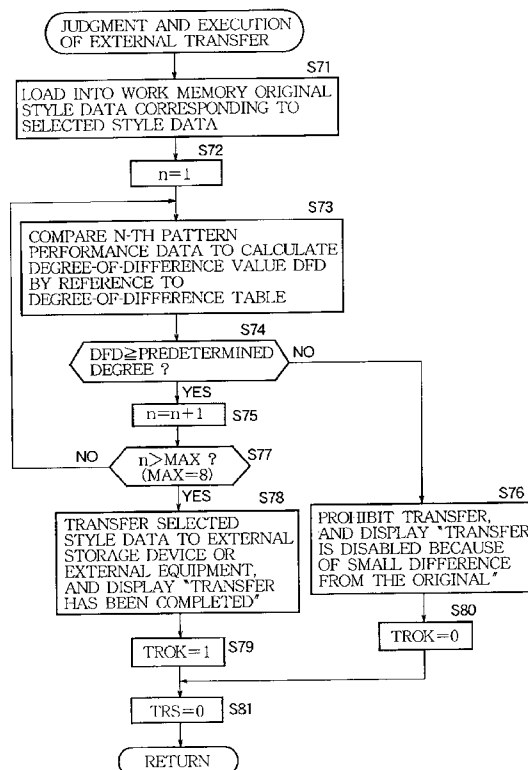 JUDGMENT AND EXECUTION
OF EXTERNAL TRANSFER
S71
LOAD INTO WORK MEMORY ORIGINAL
STYLE DATA CORRESPONDING TO
SELECTED STYLE DATA
S72
n=1
S73
COMPARE N-TH PATTERN
PERFORMANCE DATA TO CALCULATE
DEGREE-OF-DIFFERENCE VALUE DFD
BY REFERENCE TO
DEGREE-OF-DIFFERENCE TABLE
S74
DFD≧PREDETERMINED
DEGREE ?
NO
YES
n=n+1
S75
NO
n>MAX ?
(MAX=8)
S77
YES
S78
TRANSFER SELECTED
STYLE DATA TO EXTERNAL
STORAGE DEVICE OR
EXTERNAL EQUIPMENT,
AND DISPLAY "TRANSFER
HAS BEEN COMPLETED"
S76
PROHIBIT TRANSFER,
AND DISPLAY "TRANSFER
IS DISABLED BECAUSE
OF SMALL DIFFERENCE
FROM THE ORIGINAL"
TROK=1
S79
S80
TROK=0
TRS=0
S81
RETURN